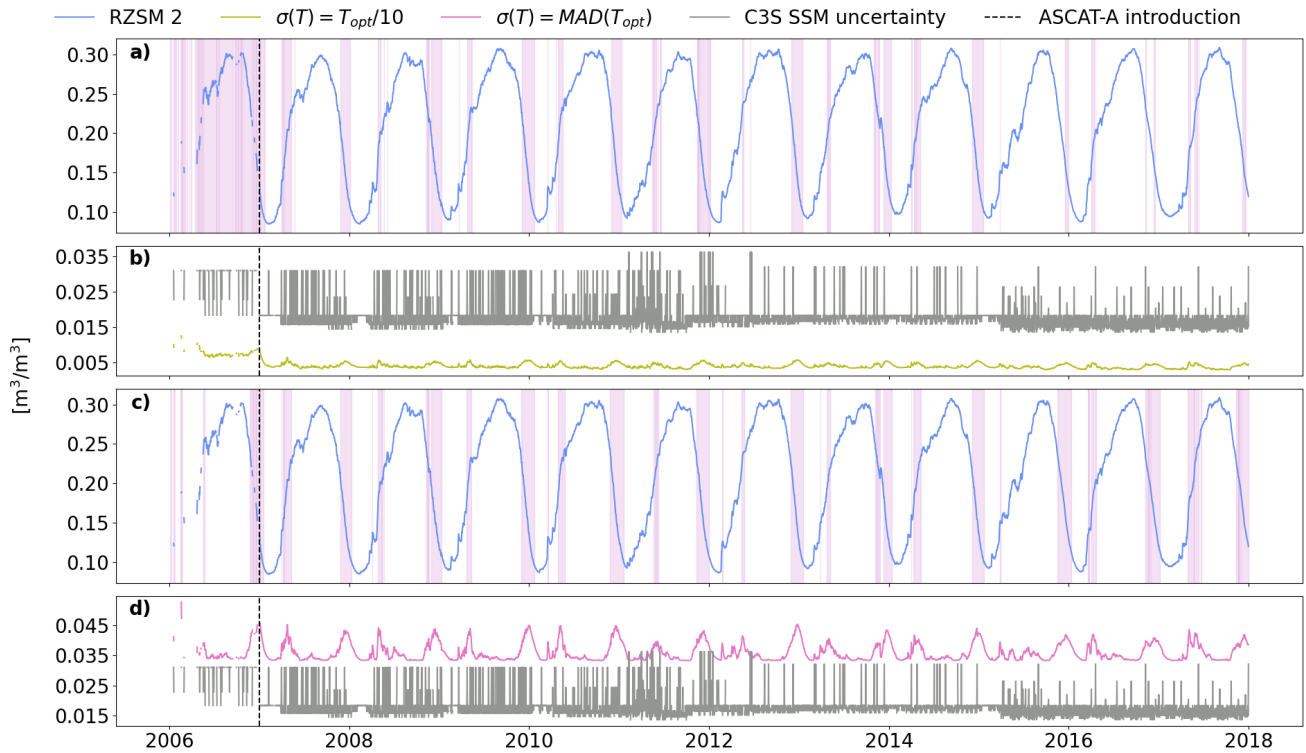 RZSM 2 σ(T) = T_opt/10 σ(T) = MAD(T_opt) C3S SSM uncertainty ASCAT-A introduction
a)
0.30
0.25
0.20
0.15
0.10
2006 2008 2010 2012 2014 2016 2018
b)
0.035
0.025
0.015
0.005
[m³/m³]
c)
0.30
0.25
0.20
0.15
0.10
d)
0.045
0.035
0.025
0.015